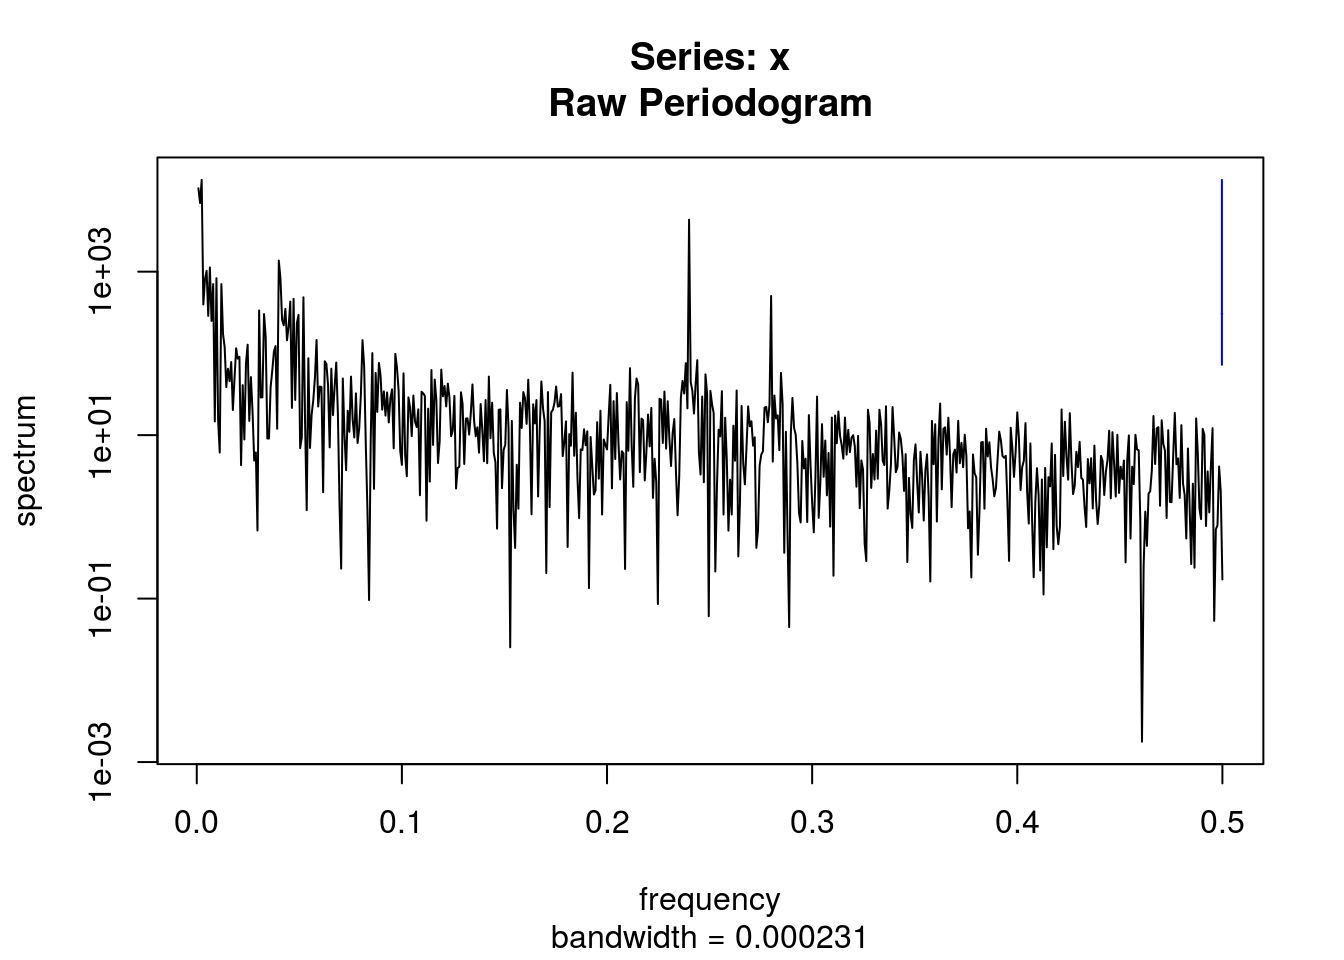 Series: x
Raw Periodogram
spectrum
1e+03
1e+01
1e-01
1e-03
0.0 0.1 0.2 0.3 0.4 0.5
frequency
bandwidth = 0.000231